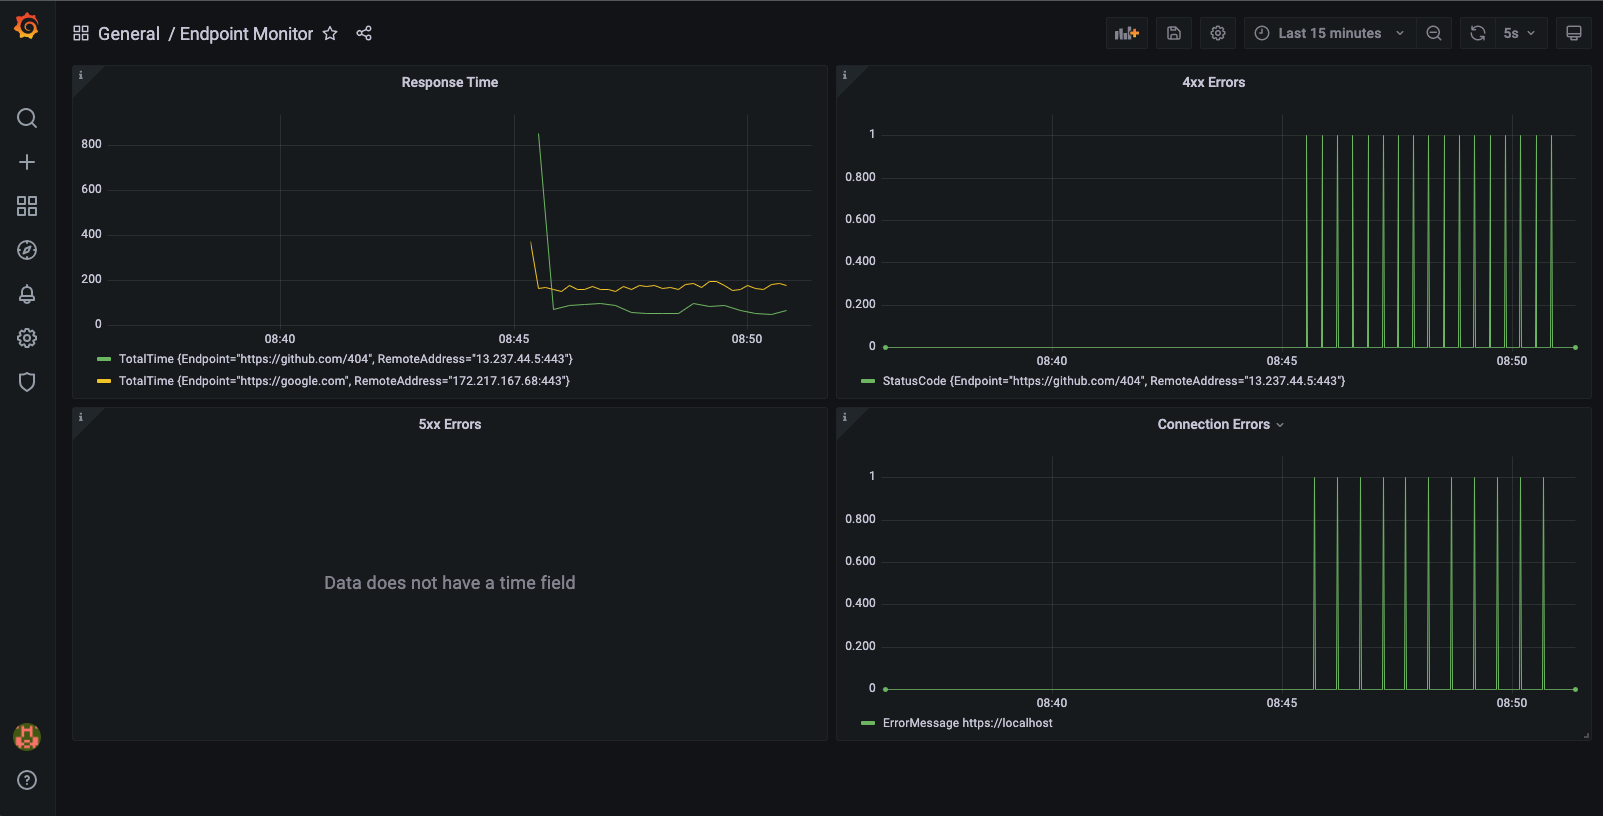 General / Endpoint Monitor
Last 15 minutes
5s
Response Time
800
600
400
200
0
08:40 08:45 08:50
TotalTime {Endpoint="https://github.com/404", RemoteAddress="13.237.44.5:443"}
TotalTime {Endpoint="https://google.com", RemoteAddress="172.217.167.68:443"}
4xx Errors
1
0.800
0.600
0.400
0.200
0
08:40 08:45 08:50
StatusCode {Endpoint="https://github.com/404", RemoteAddress="13.237.44.5:443"}
5xx Errors
Data does not have a time field
Connection Errors
1
0.800
0.600
0.400
0.200
0
08:40 08:45 08:50
ErrorMessage https://localhost